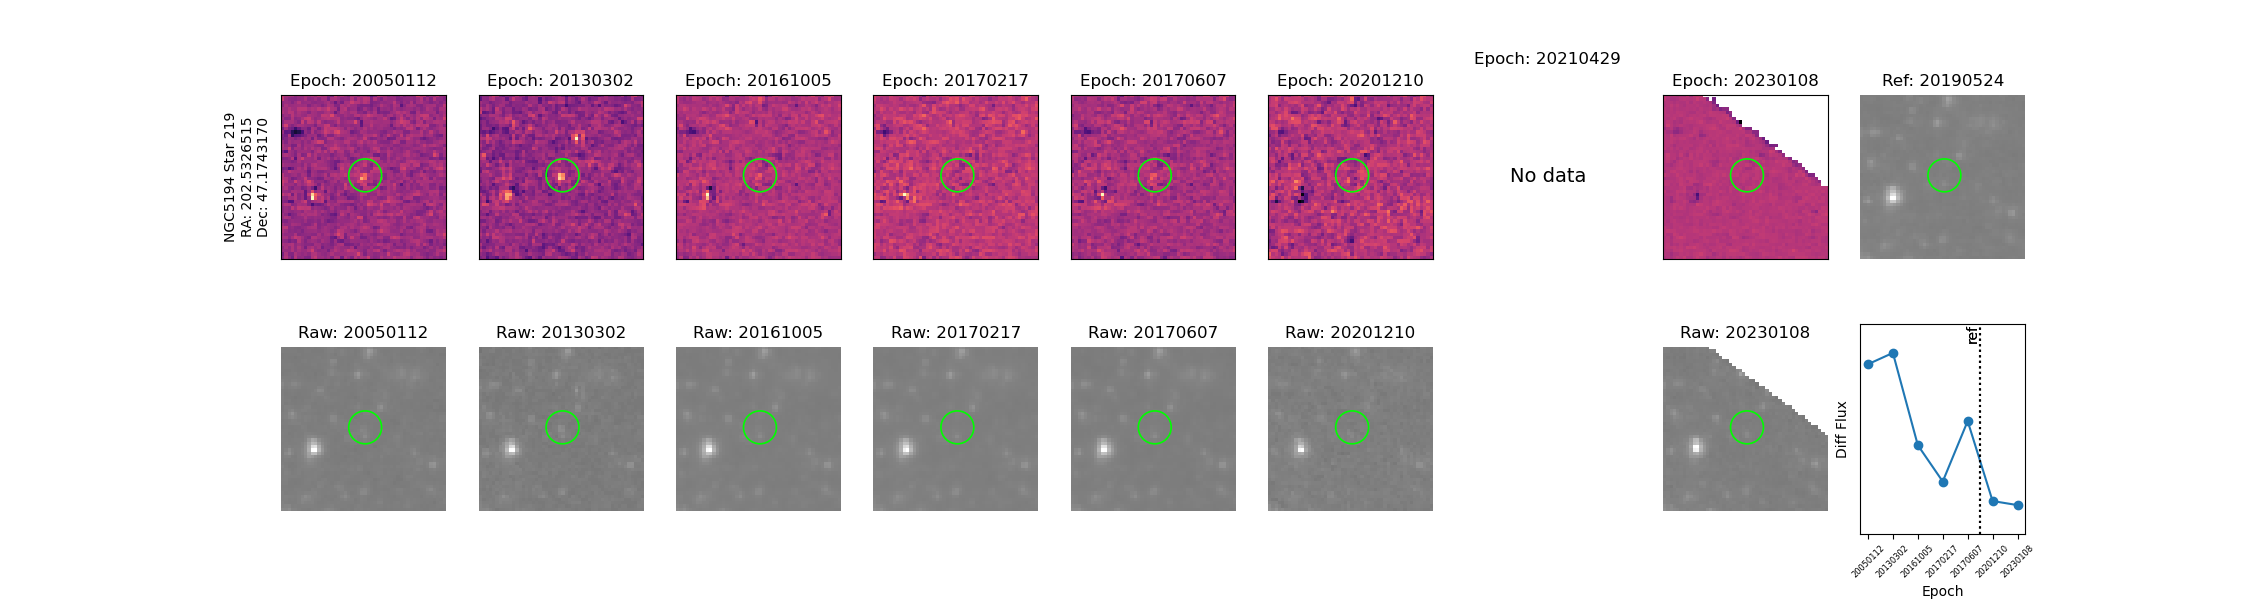 NGC5194 Star 219
RA: 202.5326515
Dec: 47.1743170
Epoch: 20050112
Epoch: 20130302
Epoch: 20161005
Epoch: 20170217
Epoch: 20170607
Epoch: 20201210
Epoch: 20210429
No data
Epoch: 20230108
Ref: 20190524
Raw: 20050112
Raw: 20130302
Raw: 20161005
Raw: 20170217
Raw: 20170607
Raw: 20201210
Raw: 20230108
Diff Flux
ref
20050112
20130302
20161005
20170217
20170607
20201210
20230108
Epoch